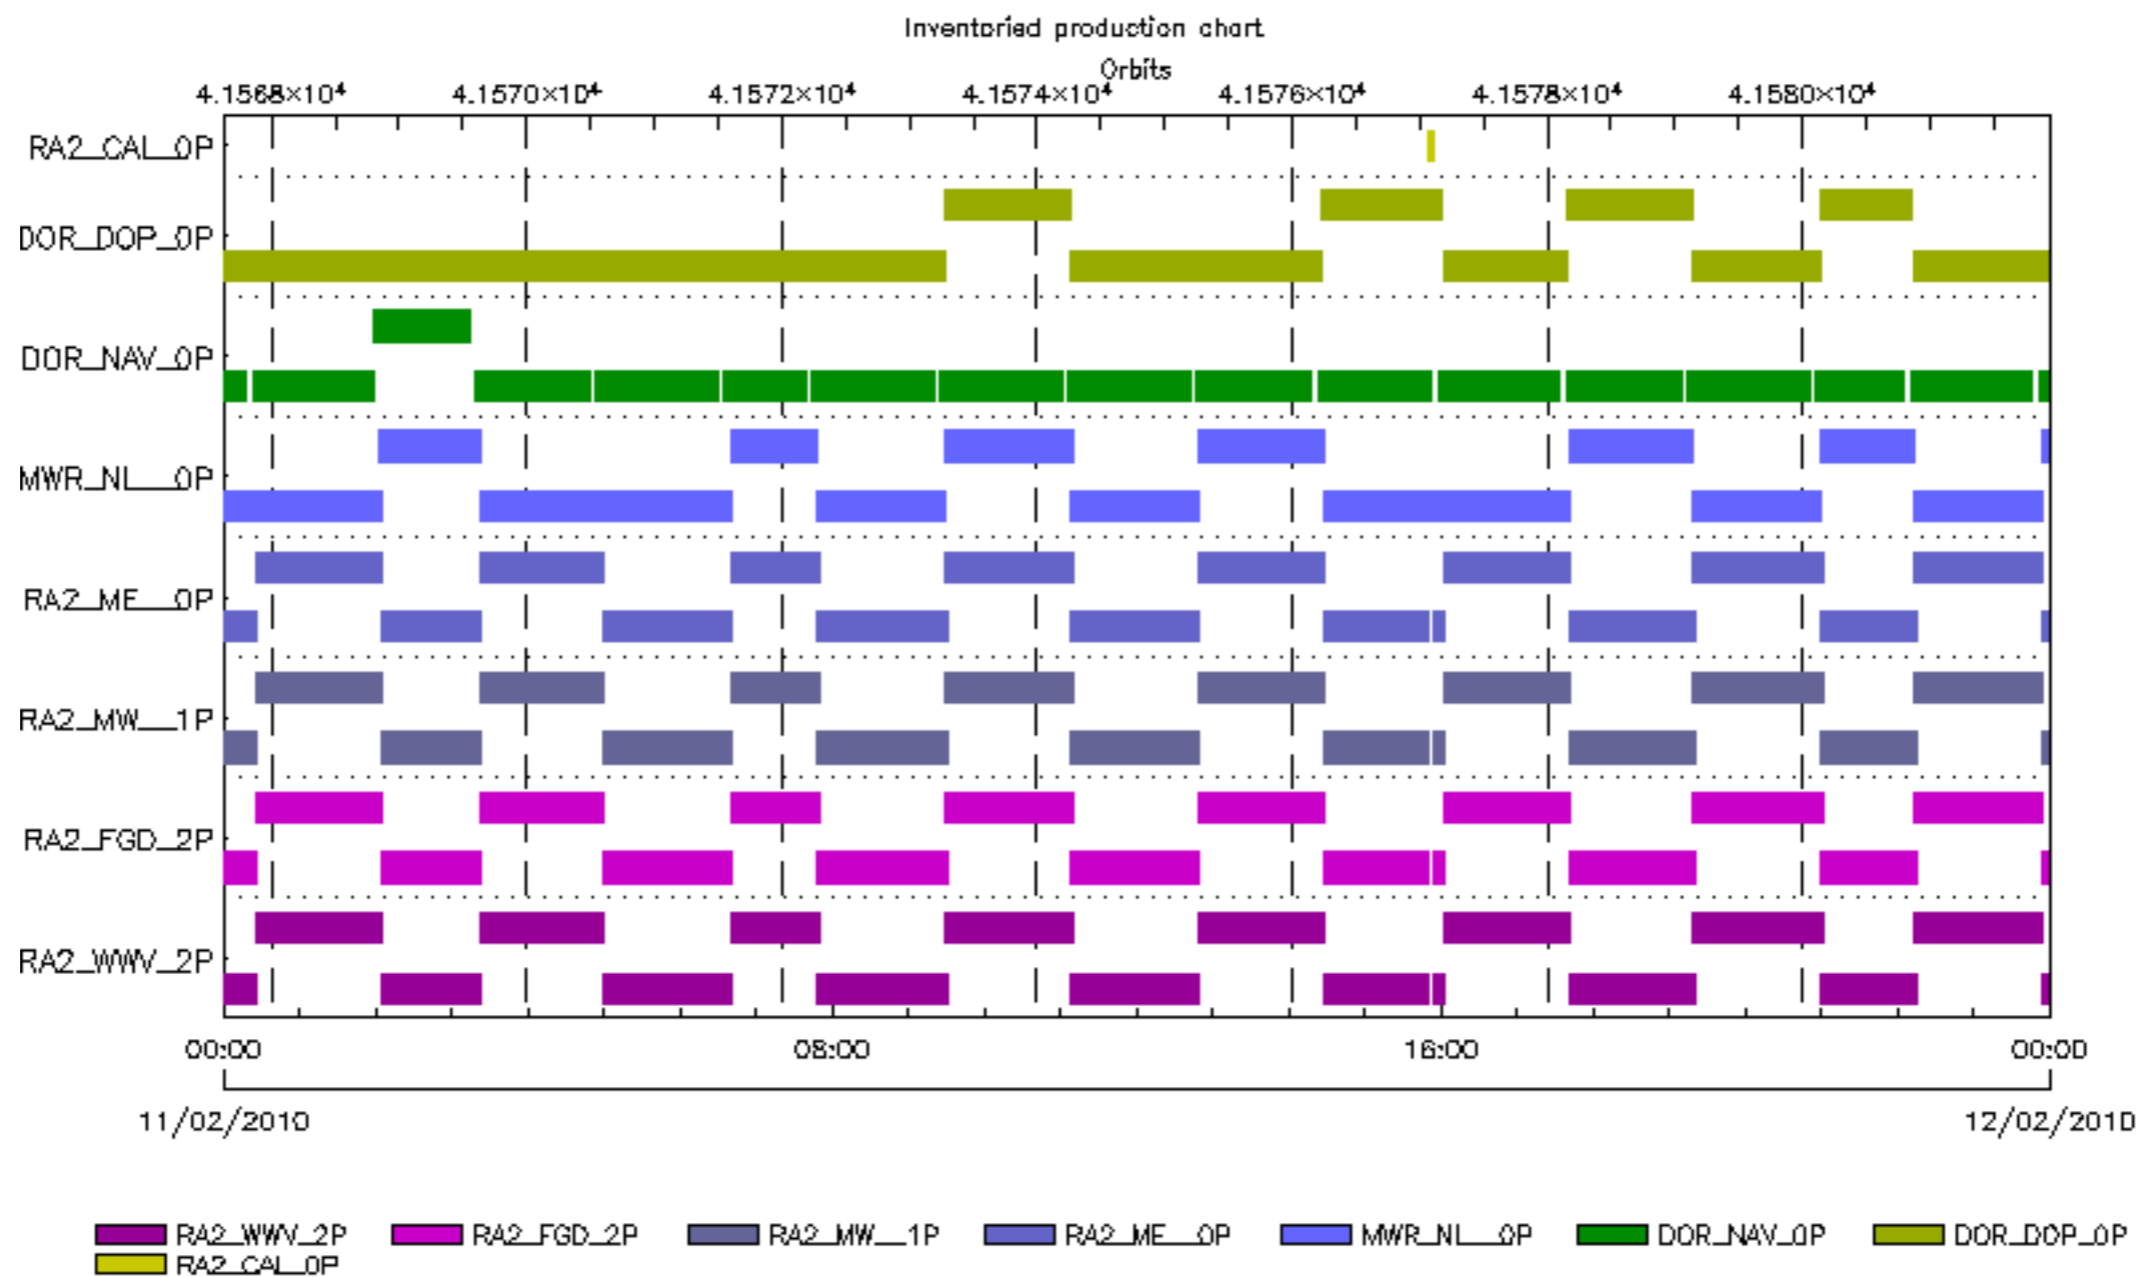 Inventoried production chart
Orbits
4.1568×10⁴ 4.1570×10⁴ 4.1572×10⁴ 4.1574×10⁴ 4.1576×10⁴ 4.1578×10⁴ 4.1580×10⁴
RA2_CAL_0P
DOR_DOP_0P
DOR_NAV_0P
MWR_NL__0P
RA2_ME__0P
RA2_MW__1P
RA2_FGD_2P
RA2_WWV_2P
00:00 08:00 16:00 00:00
11/02/2010 12/02/2010
RA2_WWV_2P RA2_FGD_2P RA2_MW__1P RA2_ME__0P MWR_NL__0P DOR_NAV_0P DOR_DOP_0P
RA2_CAL_0P